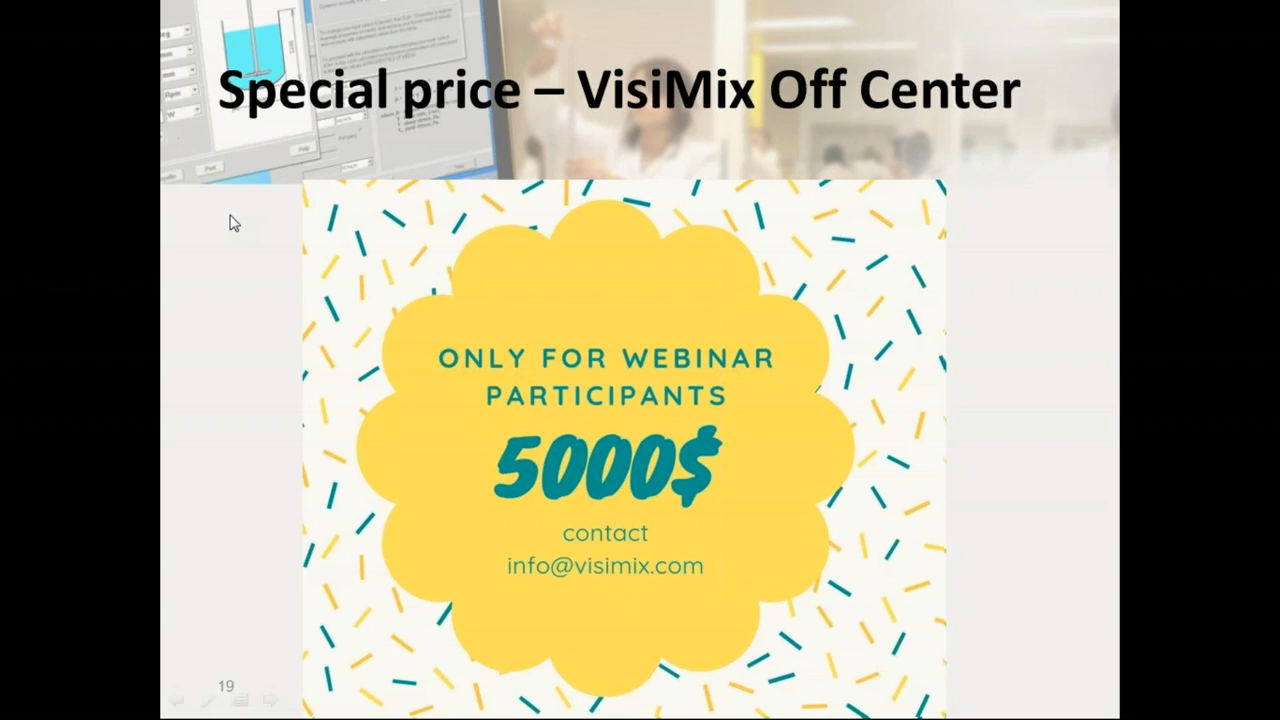 Special price – VisiMix Off Center
ONLY FOR WEBINAR
PARTICIPANTS
5000$
contact
info@visimix.com
19